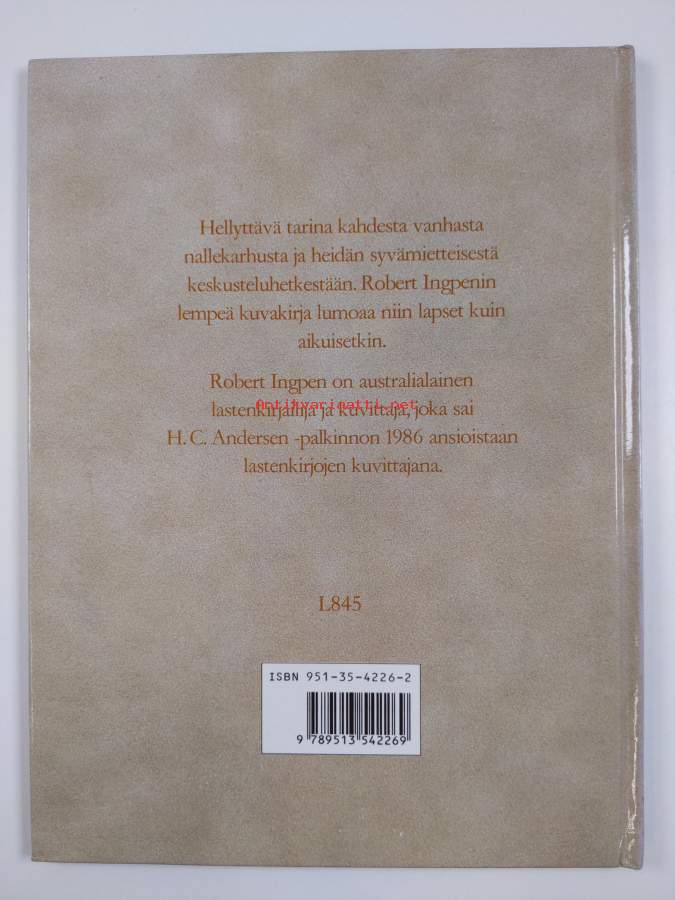 Hellyttävä tarina kahdesta vanhasta
nallekarhusta ja heidän syvämietteisestä
keskusteluhetkestään. Robert Ingpenin
lempeä kuvakirja lumoaa niin lapset kuin
aikuisetkin.
Robert Ingpen on australialainen
Antikvariaatti.net
lastenkirjailija ja kuvittaja, joka sai
H. C. Andersen -palkinnon 1986 ansioistaan
lastenkirjojen kuvittajana.
L845
ISBN 951-35-4226-2
9 789513 542269